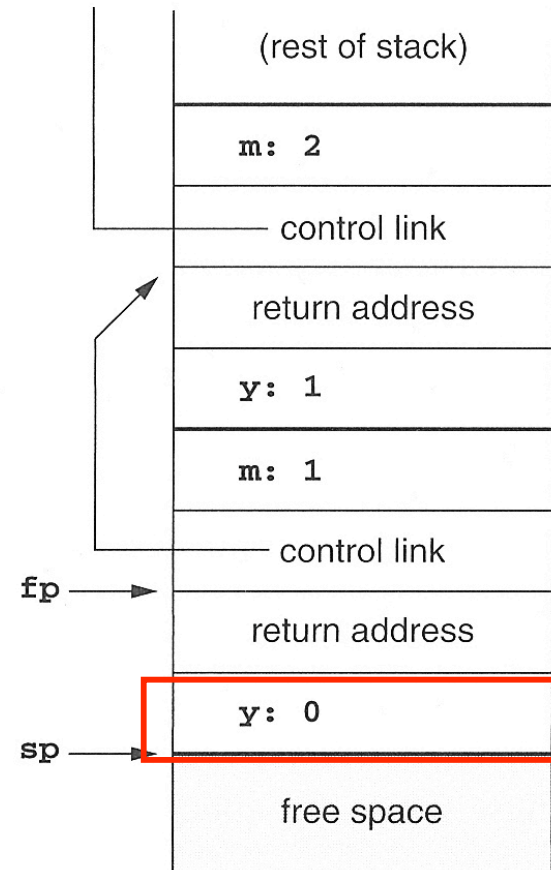 (rest of stack)
m: 2
control link
return address
y: 1
m: 1
control link
fp
return address
y: 0
sp
free space